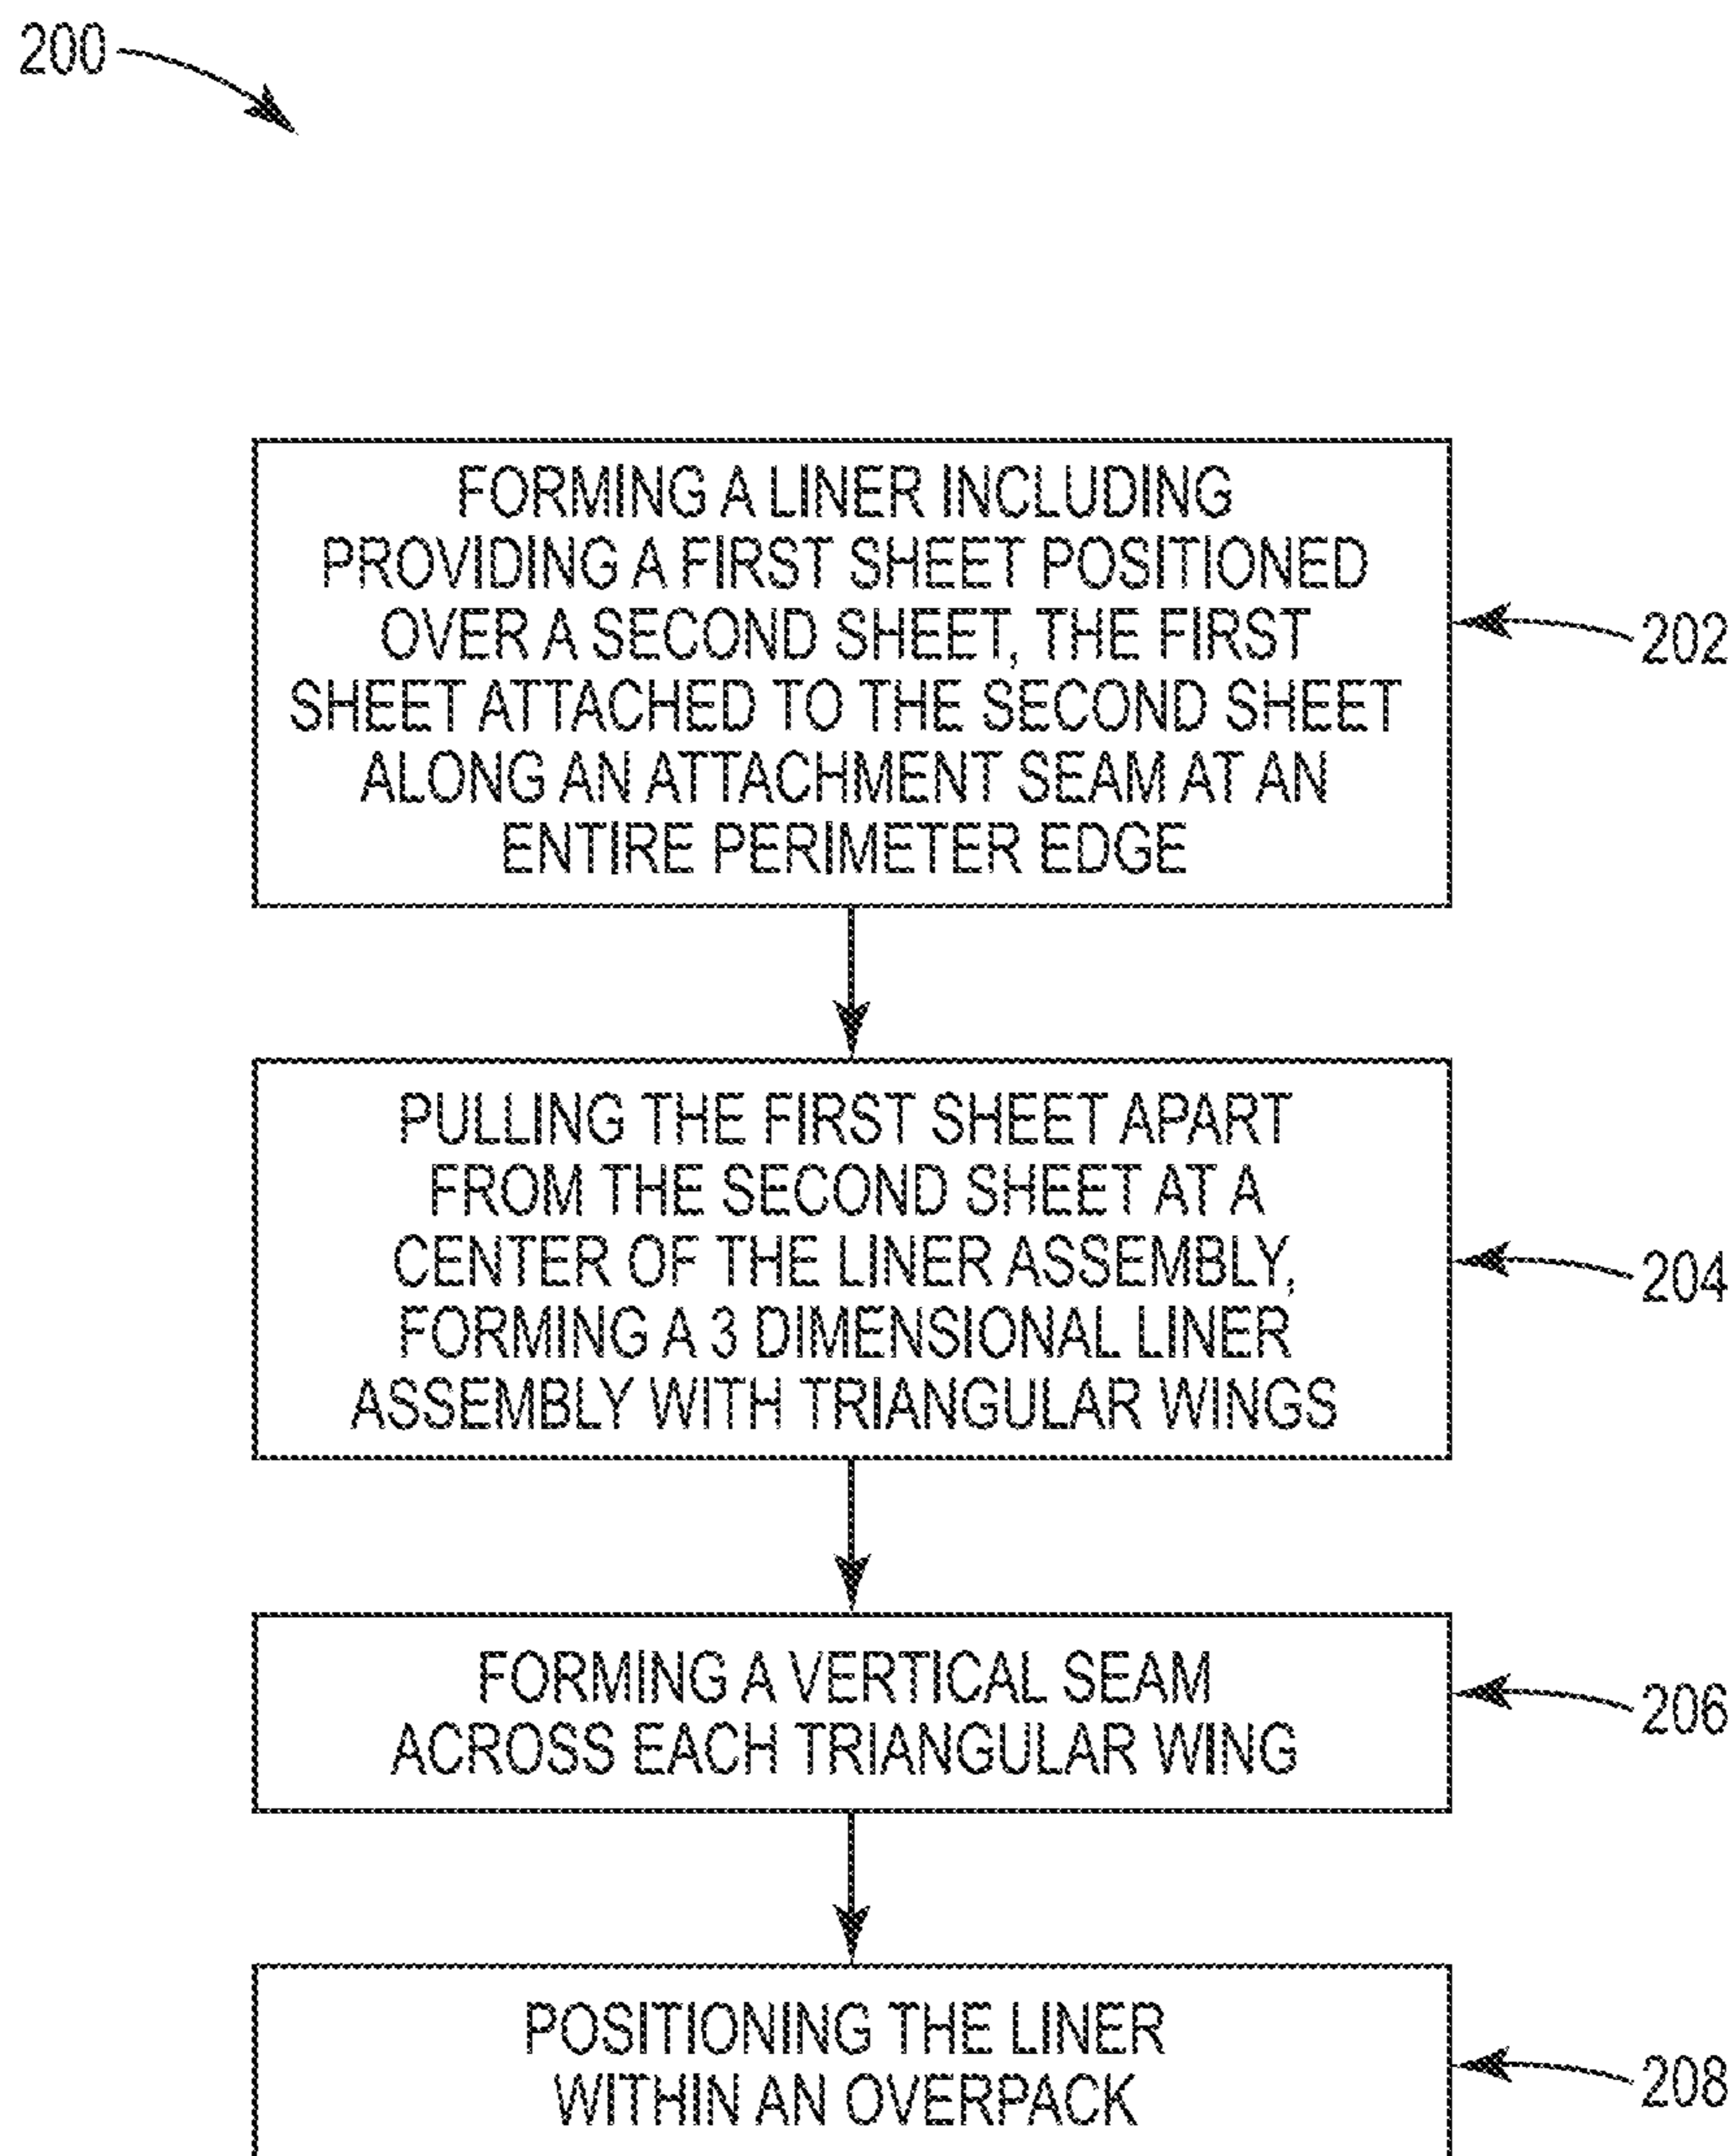 200
FORMING A LINER INCLUDING
PROVIDING A FIRST SHEET POSITIONED
OVER A SECOND SHEET, THE FIRST
SHEET ATTACHED TO THE SECOND SHEET
ALONG AN ATTACHMENT SEAM AT AN
ENTIRE PERIMETER EDGE
202
PULLING THE FIRST SHEET APART
FROM THE SECOND SHEET AT A
CENTER OF THE LINER ASSEMBLY,
FORMING A 3 DIMENSIONAL LINER
ASSEMBLY WITH TRIANGULAR WINGS
204
FORMING A VERTICAL SEAM
ACROSS EACH TRIANGULAR WING
206
POSITIONING THE LINER
WITHIN AN OVERPACK
208